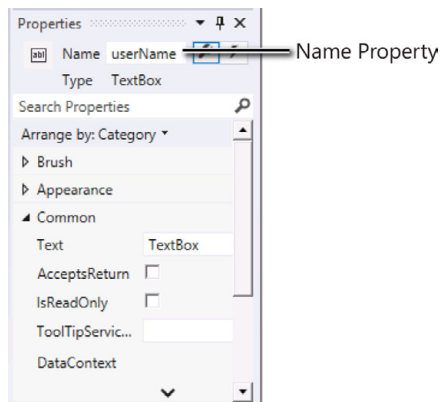 Properties
abl Name userName Name Property
Type TextBox
Search Properties
Arrange by: Category
Brush
Appearance
Common
Text TextBox
AcceptsReturn
IsReadOnly
ToolTipServic...
DataContext